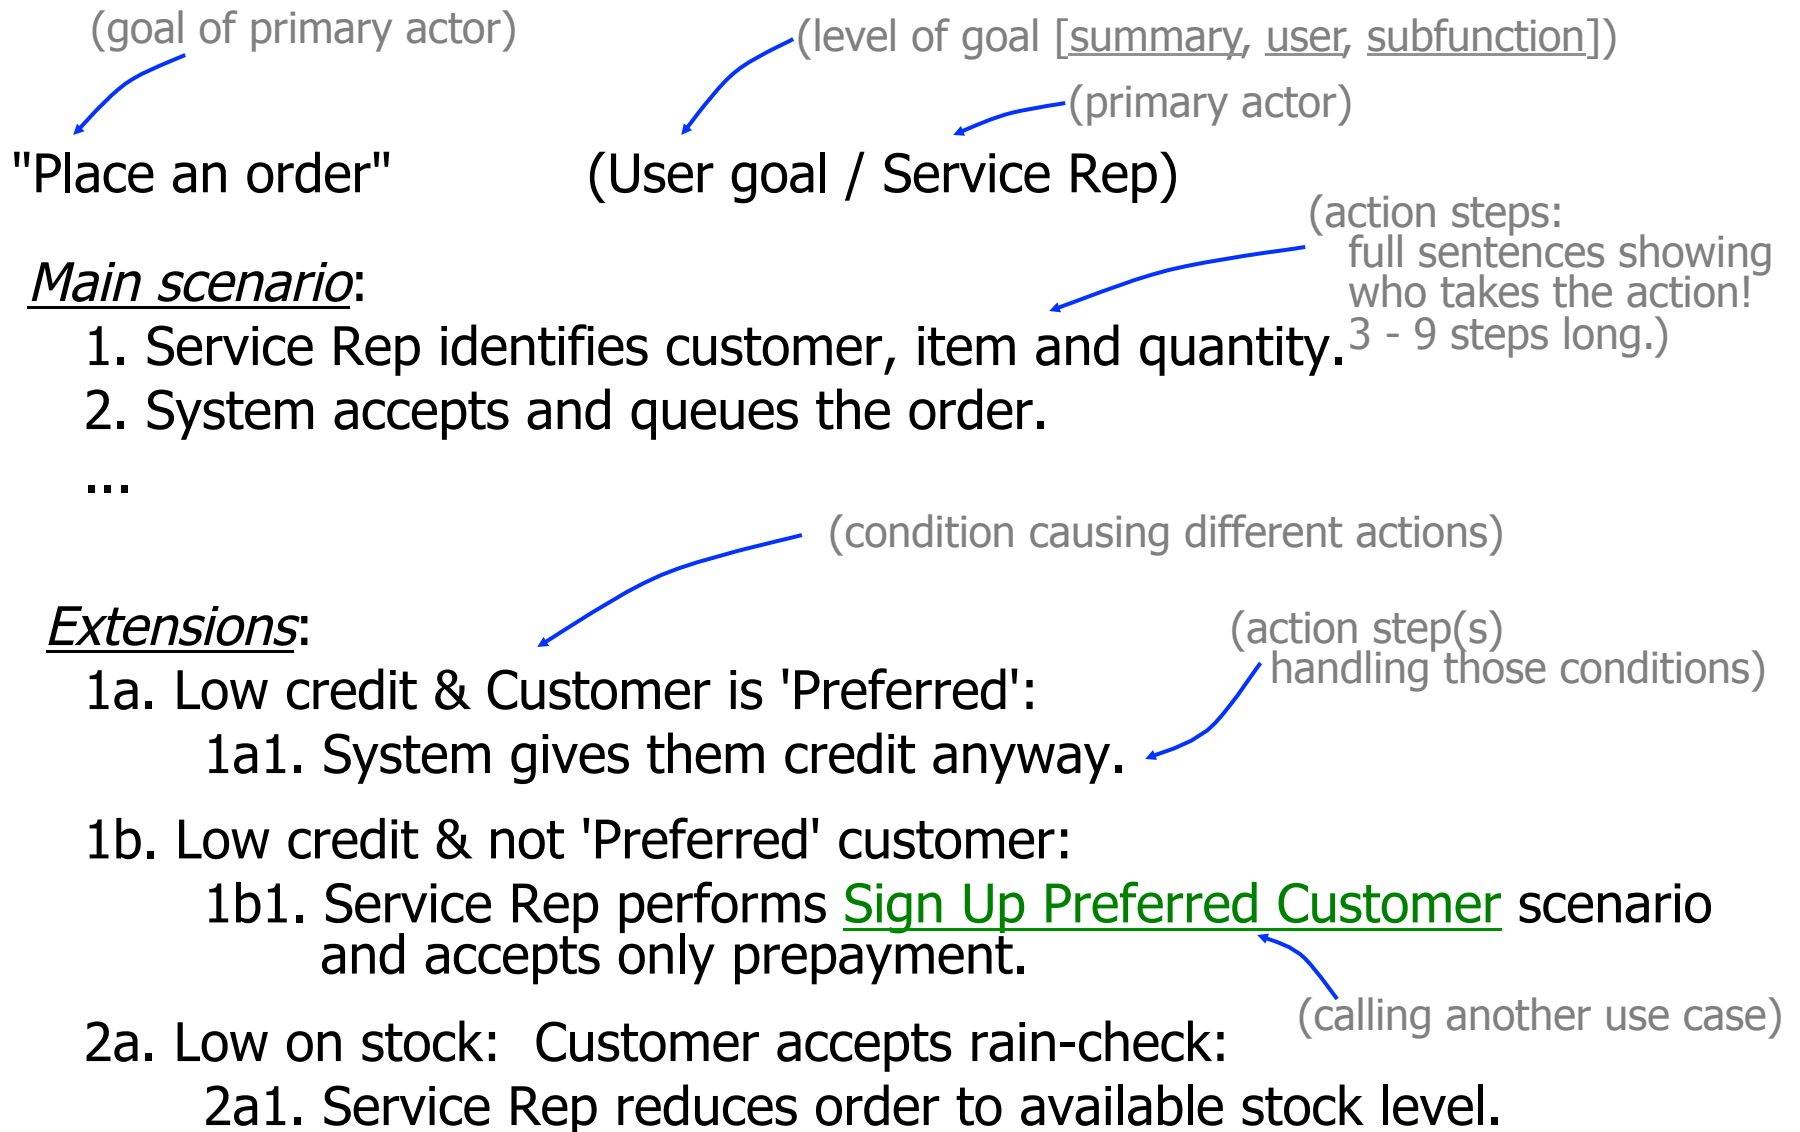 (goal of primary actor)
(level of goal [summary, user, subfunction])
(primary actor)
"Place an order" (User goal / Service Rep)
(action steps:
full sentences showing
who takes the action!
3 - 9 steps long.)
Main scenario:
1. Service Rep identifies customer, item and quantity.
2. System accepts and queues the order.
...
(condition causing different actions)
Extensions:
(action step(s)
handling those conditions)
1a. Low credit & Customer is 'Preferred':
1a1. System gives them credit anyway.
1b. Low credit & not 'Preferred' customer:
1b1. Service Rep performs Sign Up Preferred Customer scenario
and accepts only prepayment.
(calling another use case)
2a. Low on stock: Customer accepts rain-check:
2a1. Service Rep reduces order to available stock level.